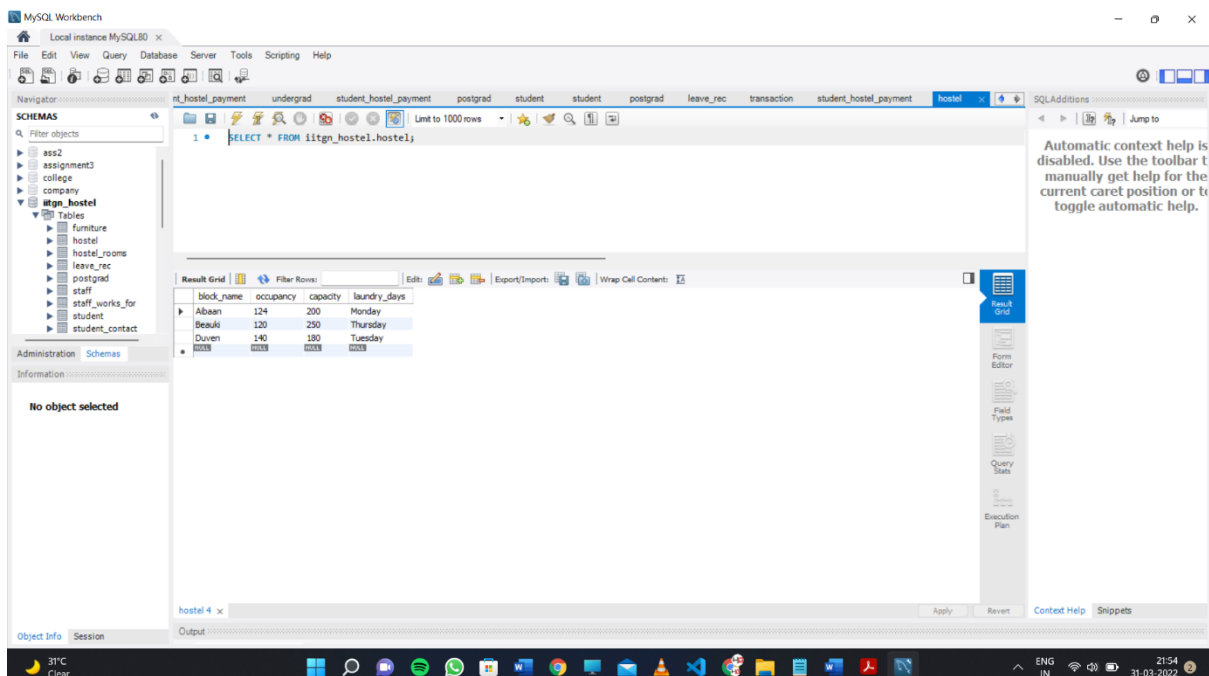 MySQL Workbench
Local instance MySQL80 ×
File Edit View Query Database Server Tools Scripting Help
Navigator
nt_hostel_payment undergrad student_hostel_payment postgrad student student postgrad leave_rec transaction student_hostel_payment hostel ×
SQLAdditions
SCHEMAS
Filter objects
ass2
assignment3
college
company
iitgn_hostel
Tables
furniture
hostel
hostel_rooms
leave_rec
postgrad
staff
staff_works_for
student
student_contact
Administration Schemas
Information
No object selected
Object Info Session
Limit to 1000 rows
1 SELECT * FROM iitgn_hostel.hostel;
Result Grid Filter Rows: Edit: Export/Import: Wrap Cell Content:
block_name occupancy capacity laundry_days
Aibaan 124 200 Monday
Beauki 120 250 Thursday
Duven 140 180 Tuesday
NULL NULL NULL NULL
Result
Grid
Form
Editor
Field
Types
Query
Stats
Execution
Plan
hostel 4 ×
Apply Revert
Output
Jump to
Automatic context help is
disabled. Use the toolbar t
manually get help for the
current caret position or to
toggle automatic help.
Context Help Snippets
31°C
Clear
ENG
IN
21:54
31-03-2022
2